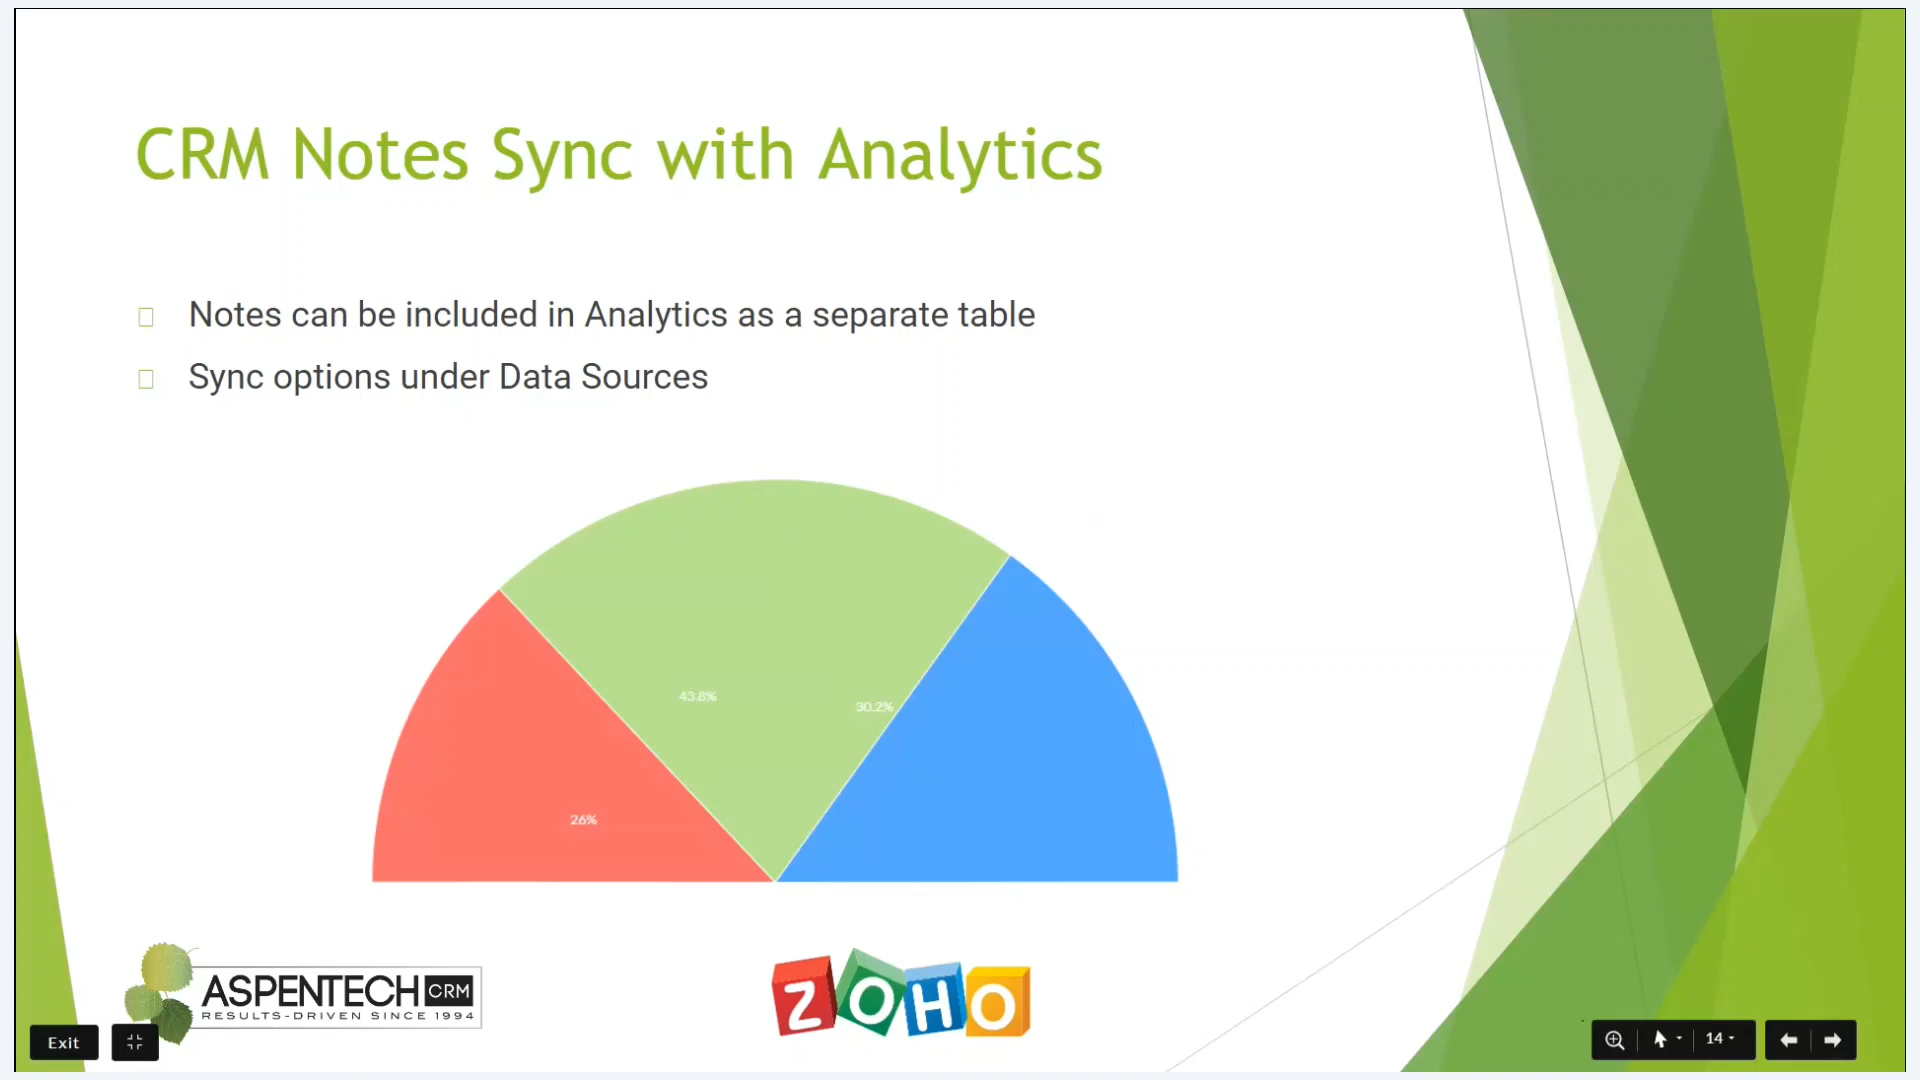 CRM Notes Sync with Analytics
Notes can be included in Analytics as a separate table
Sync options under Data Sources
43.8%
30.2%
26%
ASPENTECH CRM
RESULTS-DRIVEN SINCE 1994
ZOHO
Exit
14